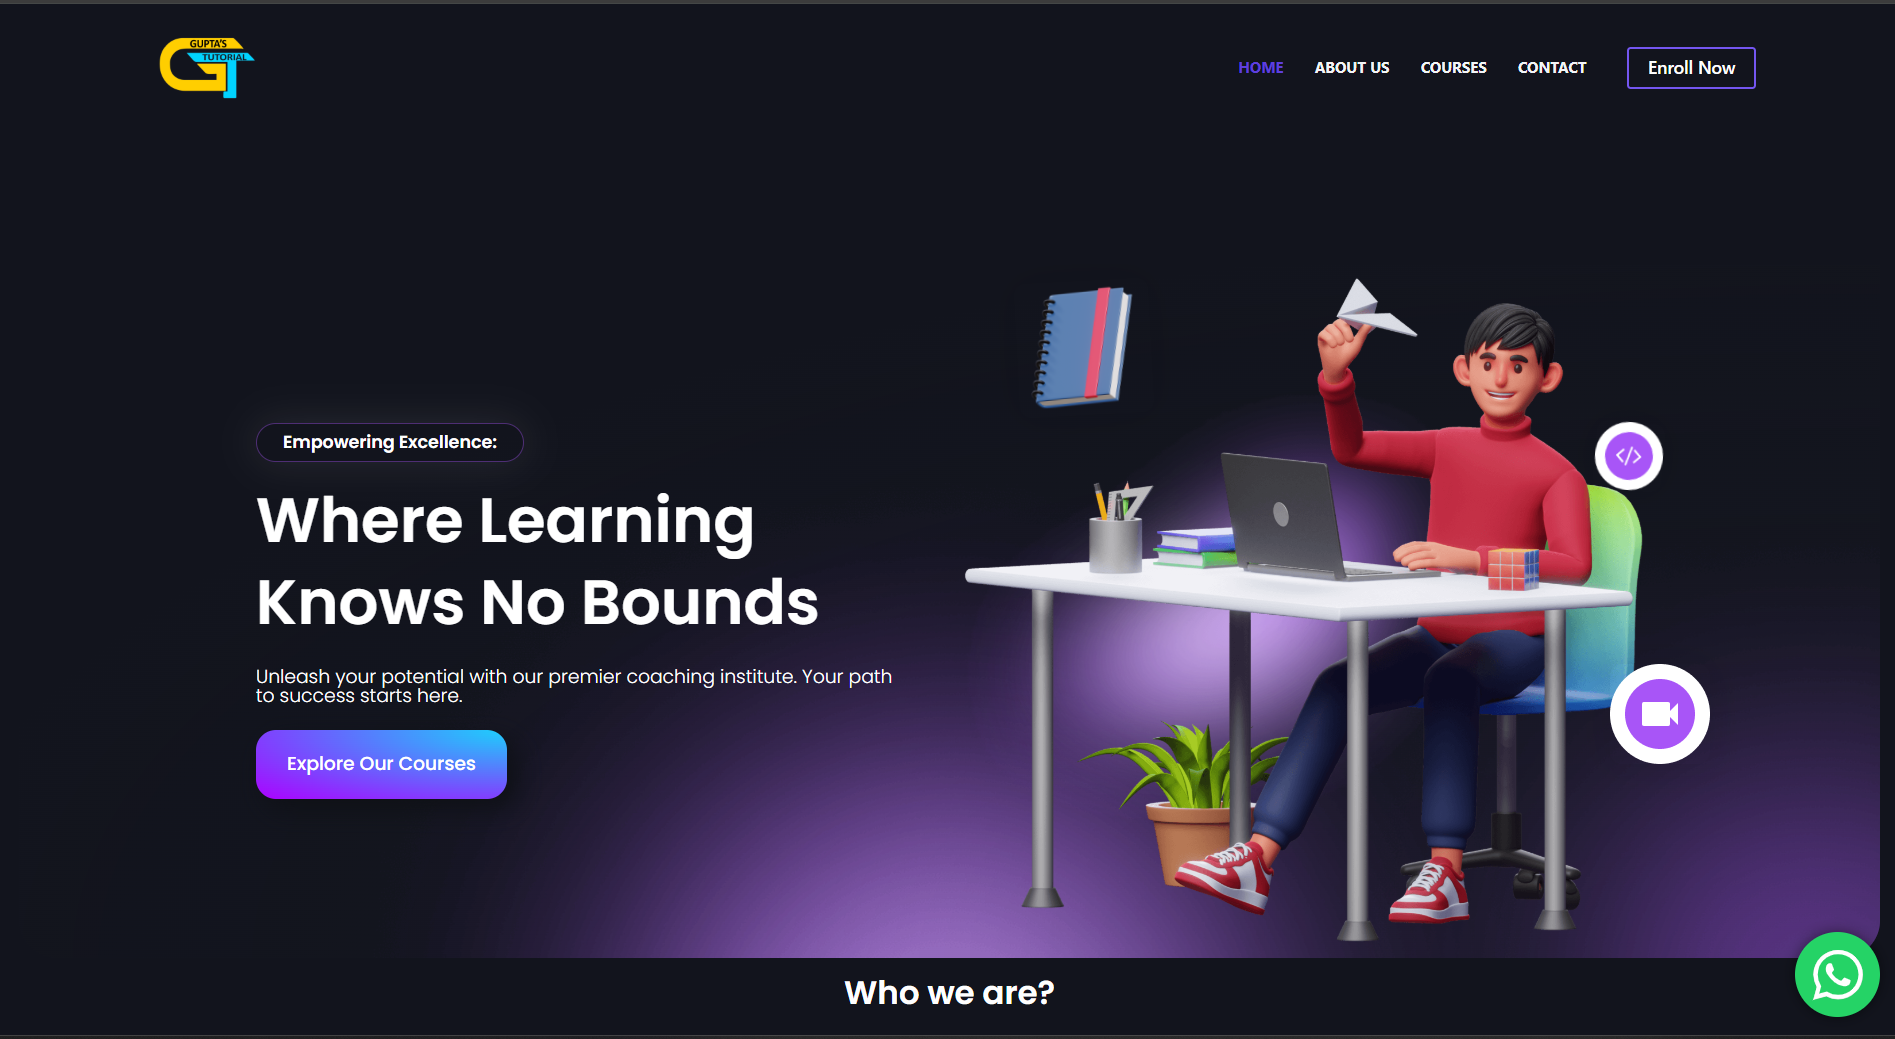 GUPTA'S
TUTORIAL
HOME ABOUT US COURSES CONTACT Enroll Now
Empowering Excellence:
Where Learning
Knows No Bounds
Unleash your potential with our premier coaching institute. Your path
to success starts here.
Explore Our Courses
Who we are?